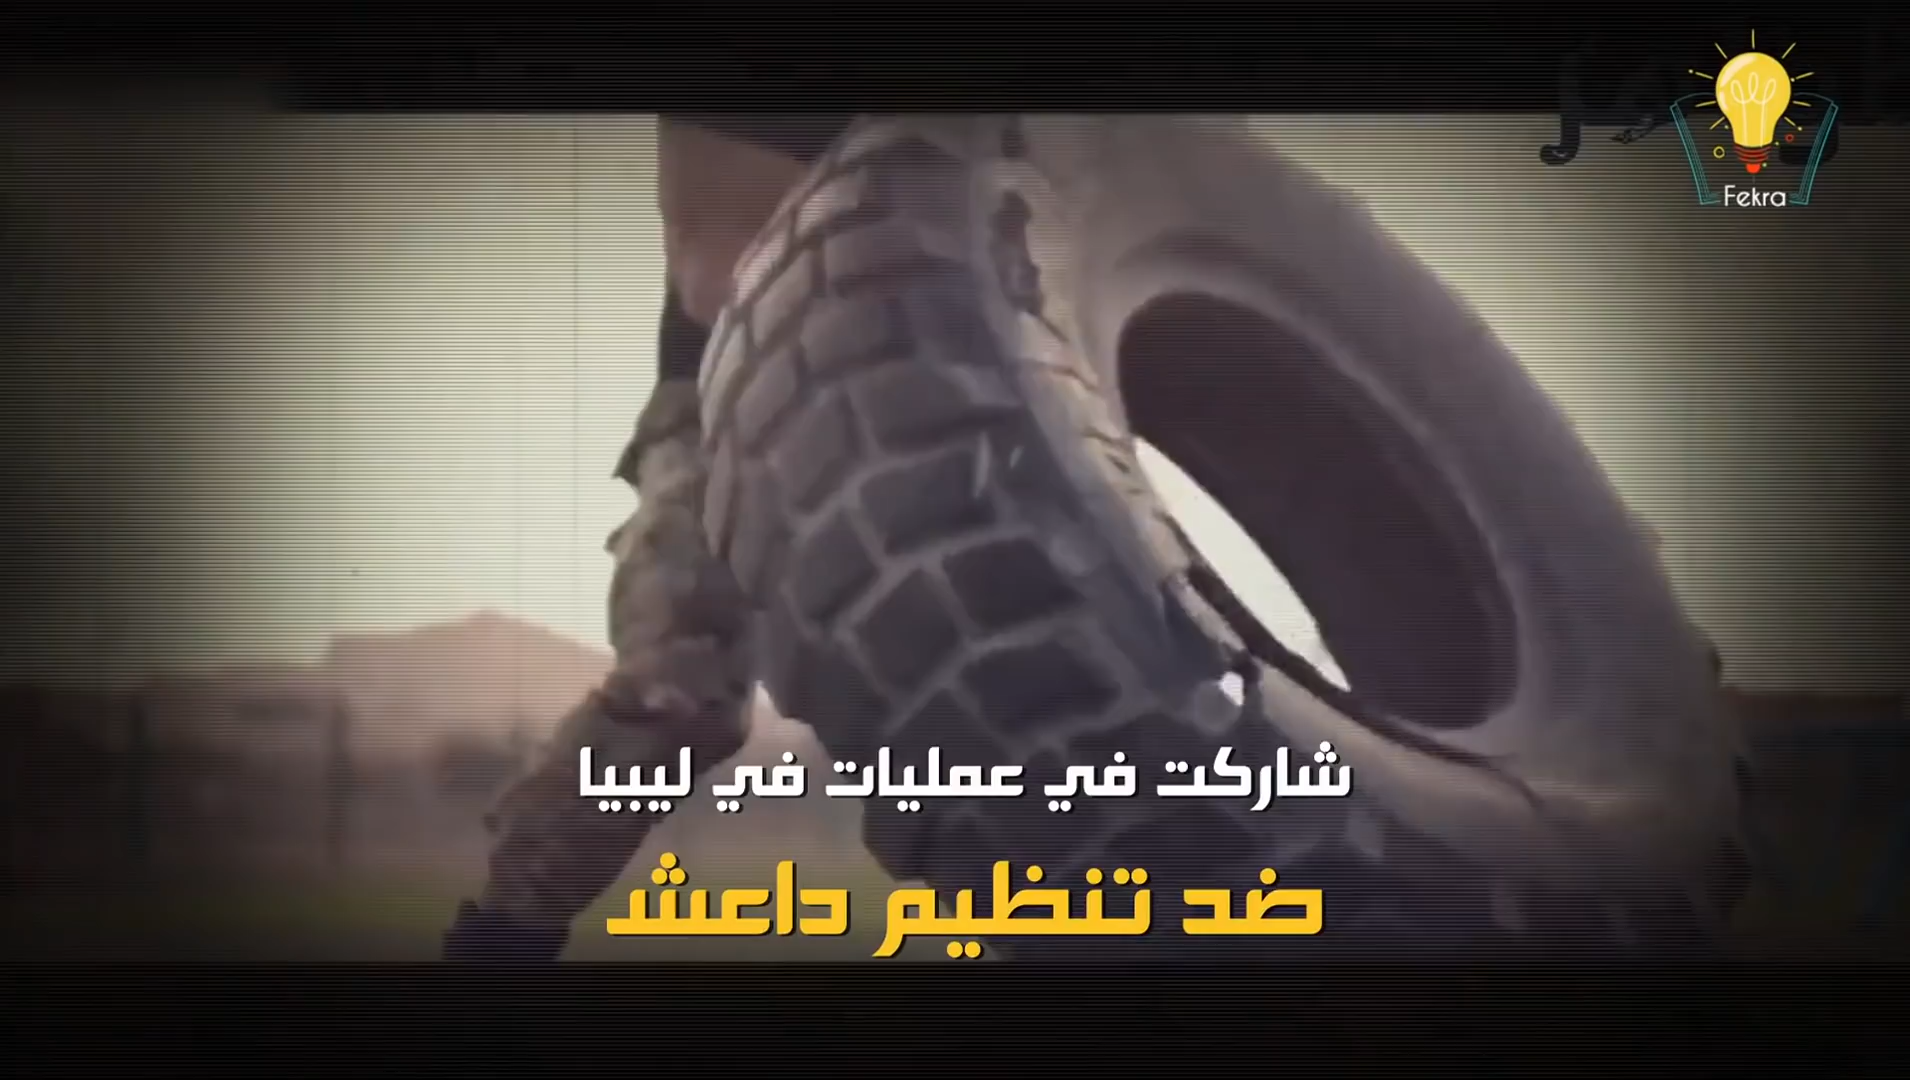 Fekra
شاركت في عمليات في ليبيا
ضد تنظيم داعش